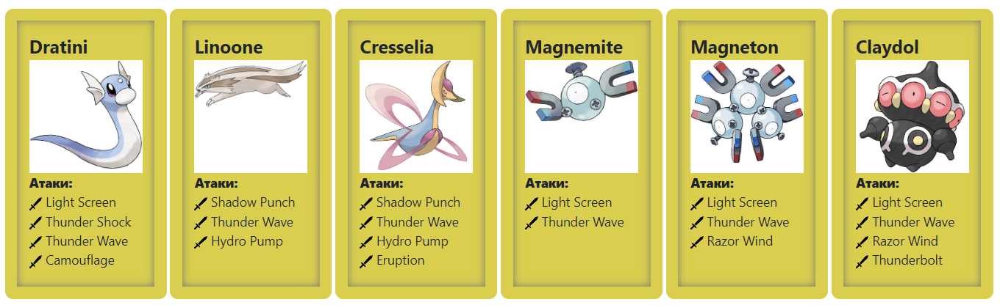 Dratini
Атаки:
Light Screen
Thunder Shock
Thunder Wave
Camouflage
Linoone
Атаки:
Shadow Punch
Thunder Wave
Hydro Pump
Cresselia
Атаки:
Shadow Punch
Thunder Wave
Hydro Pump
Eruption
Magnemite
Атаки:
Light Screen
Thunder Wave
Magneton
Атаки:
Light Screen
Thunder Wave
Razor Wind
Claydol
Атаки:
Light Screen
Thunder Wave
Razor Wind
Thunderbolt